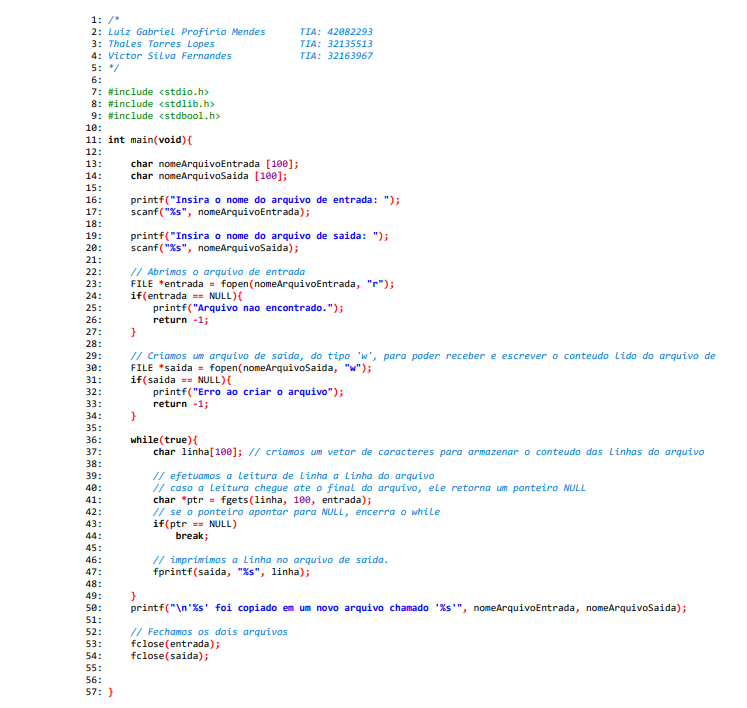 1: /*
2: Luiz Gabriel Profirio Mendes TIA: 42082293
3: Thales Torres Lopes TIA: 32135513
4: Victor Silva Fernandes TIA: 32163967
5: */
6:
7: #include <stdio.h>
8: #include <stdlib.h>
9: #include <stdbool.h>
10:
11: int main(void){
12:
13: char nomeArquivoEntrada [100];
14: char nomeArquivoSaida [100];
15:
16: printf("Insira o nome do arquivo de entrada: ");
17: scanf("%s", nomeArquivoEntrada);
18:
19: printf("Insira o nome do arquivo de saida: ");
20: scanf("%s", nomeArquivoSaida);
21:
22: // Abrimos o arquivo de entrada
23: FILE *entrada = fopen(nomeArquivoEntrada, "r");
24: if(entrada == NULL){
25: printf("Arquivo nao encontrado.");
26: return -1;
27: }
28:
29: // Criamos um arquivo de saida, do tipo 'w', para poder receber e escrever o conteudo lido do arquivo de
30: FILE *saida = fopen(nomeArquivoSaida, "w");
31: if(saida == NULL){
32: printf("Erro ao criar o arquivo");
33: return -1;
34: }
35:
36: while(true){
37: char linha[100]; // criamos um vetor de caracteres para armazenar o conteudo das linhas do arquivo
38:
39: // efetuamos a leitura de linha a linha do arquivo
40: // caso a leitura chegue ate o final do arquivo, ele retorna um ponteiro NULL
41: char *ptr = fgets(linha, 100, entrada);
42: // se o ponteiro apontar para NULL, encerra o while
43: if(ptr == NULL)
44: break;
45:
46: // imprimimos a linha no arquivo de saida.
47: fprintf(saida, "%s", linha);
48:
49: }
50: printf("\n'%s' foi copiado em um novo arquivo chamado '%s'", nomeArquivoEntrada, nomeArquivoSaida);
51:
52: // Fechamos os dois arquivos
53: fclose(entrada);
54: fclose(saida);
55:
56:
57: }